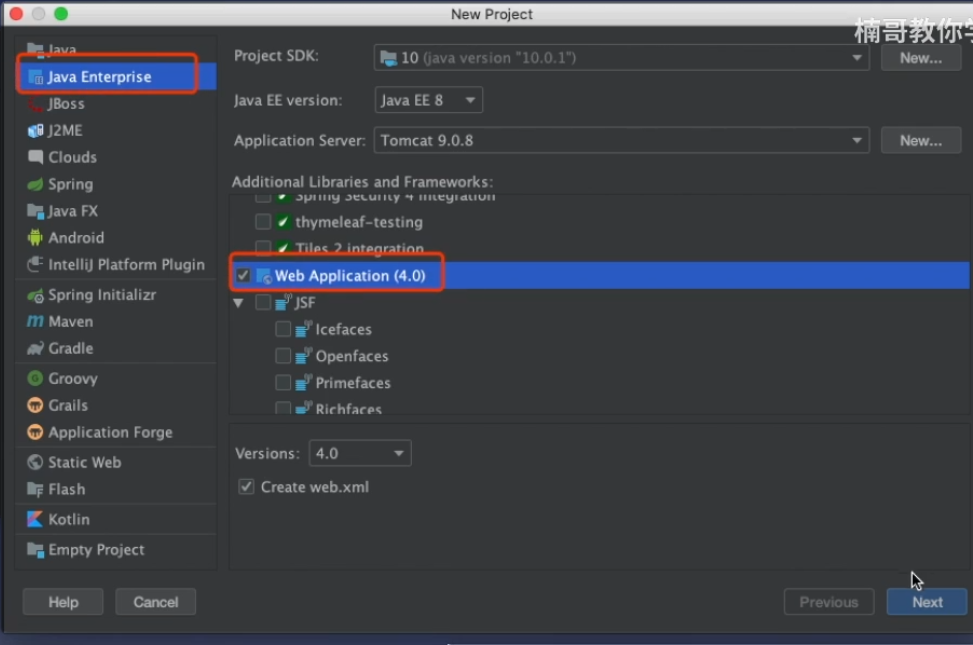 New Project
楠哥教你学
Java
Java Enterprise
JBoss
J2ME
Clouds
Spring
Java FX
Android
IntelliJ Platform Plugin
Spring Initializr
Maven
Gradle
Groovy
Grails
Application Forge
Static Web
Flash
Kotlin
Empty Project
Project SDK:
10 (java version "10.0.1")
New...
Java EE version:
Java EE 8
Application Server:
Tomcat 9.0.8
New...
Additional Libraries and Frameworks:
Spring Security 4 integration
thymeleaf-testing
Tiles 2 integration
Web Application (4.0)
JSF
Icefaces
Openfaces
Primefaces
Richfaces
Versions:
4.0
Create web.xml
Help
Cancel
Previous
Next